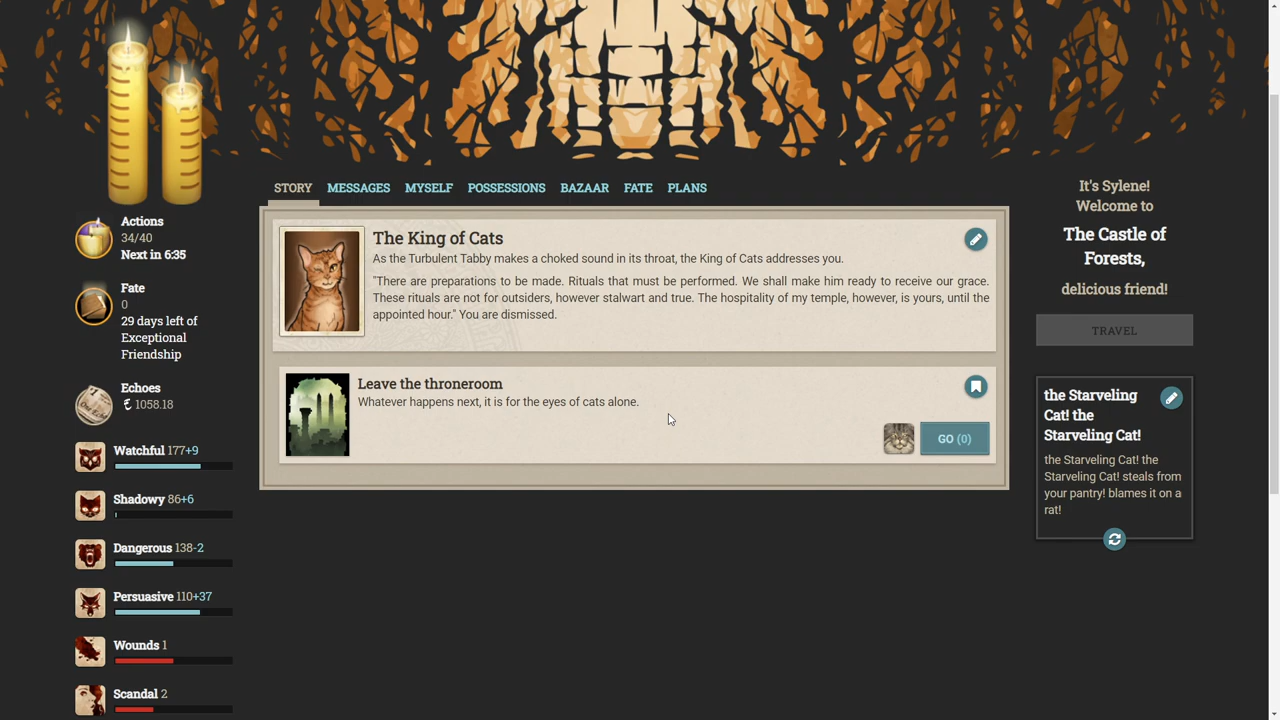 STORY MESSAGES MYSELF POSSESSIONS BAZAAR FATE PLANS
Actions
34/40
Next in 6:35
Fate
0
29 days left of
Exceptional
Friendship
Echoes
1058.18
Watchful 177+9
Shadowy 86+6
Dangerous 138-2
Persuasive 110+37
Wounds 1
Scandal 2
The King of Cats
As the Turbulent Tabby makes a choked sound in its throat, the King of Cats addresses you.
"There are preparations to be made. Rituals that must be performed. We shall make him ready to receive our grace.
These rituals are not for outsiders, however stalwart and true. The hospitality of my temple, however, is yours, until the
appointed hour." You are dismissed.
Leave the throneroom
Whatever happens next, it is for the eyes of cats alone.
GO (0)
It's Sylene!
Welcome to
The Castle of
Forests,
delicious friend!
TRAVEL
the Starveling
Cat! the
Starveling Cat!
the Starveling Cat! the
Starveling Cat! steals from
your pantry! blames it on a
rat!